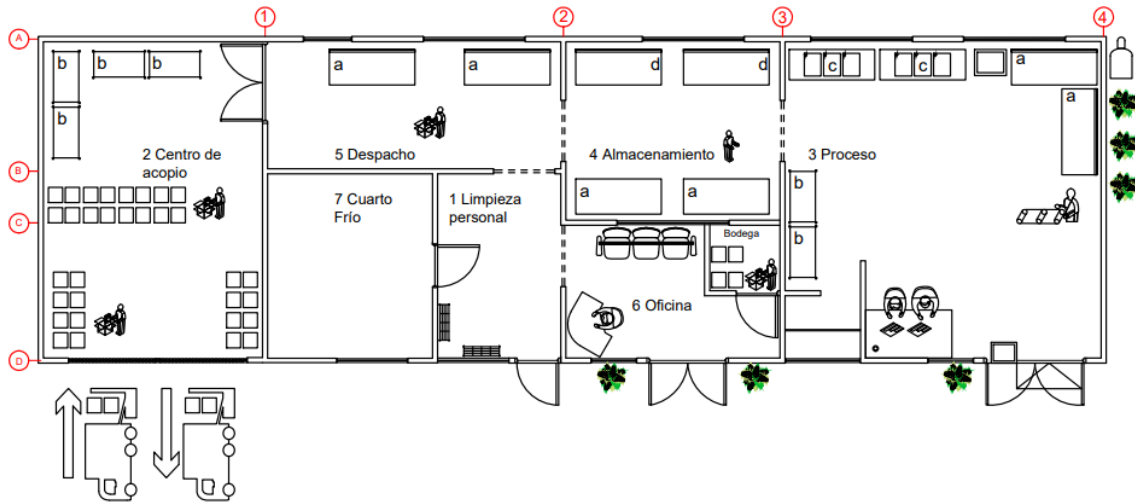 1
2
3
4
A
b
b
b
b
a
a
d
d
c
c
a
a
2 Centro de
acopio
5 Despacho
4 Almacenamiento
3 Proceso
B
7 Cuarto
Frío
1 Limpieza
personal
a
a
b
b
C
Bodega
6 Oficina
D